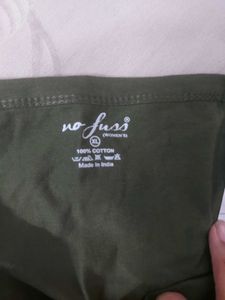 no fuss®
(WOMEN'S)
XL
100% COTTON
Made in India